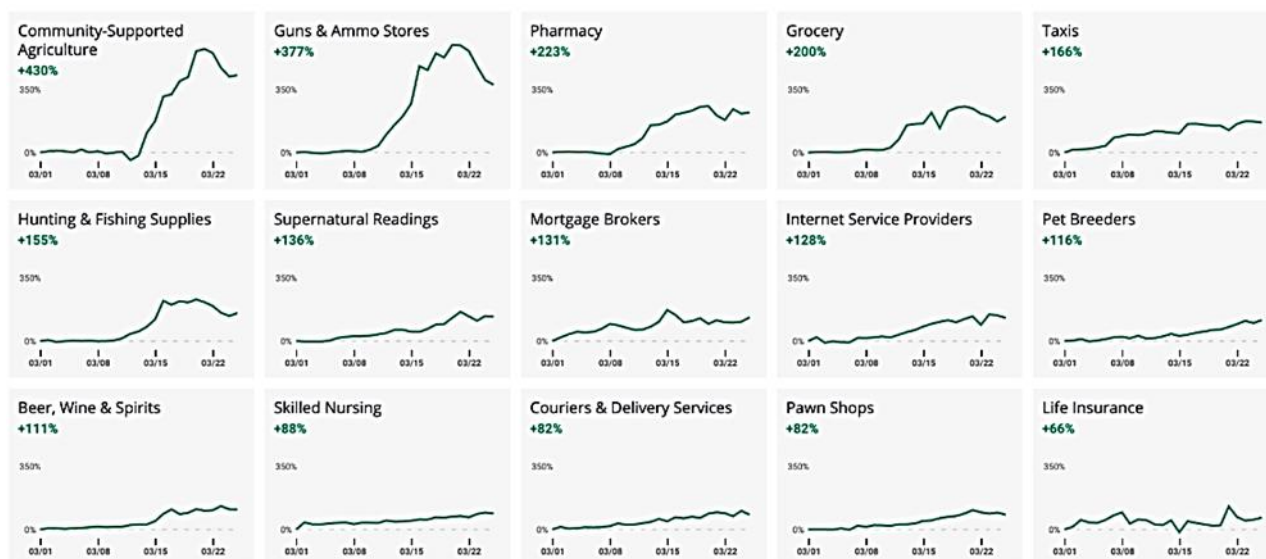 Community-Supported
Agriculture
+430%
350%
0%
03/01 03/08 03/15 03/22
Guns & Ammo Stores
+377%
350%
0%
03/01 03/08 03/15 03/22
Pharmacy
+223%
350%
0%
03/01 03/08 03/15 03/22
Grocery
+200%
350%
0%
03/01 03/08 03/15 03/22
Taxis
+166%
350%
0%
03/01 03/08 03/15 03/22
Hunting & Fishing Supplies
+155%
350%
0%
03/01 03/08 03/15 03/22
Supernatural Readings
+136%
350%
0%
03/01 03/08 03/15 03/22
Mortgage Brokers
+131%
350%
0%
03/01 03/08 03/15 03/22
Internet Service Providers
+128%
350%
0%
03/01 03/08 03/15 03/22
Pet Breeders
+116%
350%
0%
03/01 03/08 03/15 03/22
Beer, Wine & Spirits
+111%
350%
0%
03/01 03/08 03/15 03/22
Skilled Nursing
+88%
350%
0%
03/01 03/08 03/15 03/22
Couriers & Delivery Services
+82%
350%
0%
03/01 03/08 03/15 03/22
Pawn Shops
+82%
350%
0%
03/01 03/08 03/15 03/22
Life Insurance
+66%
350%
0%
03/01 03/08 03/15 03/22